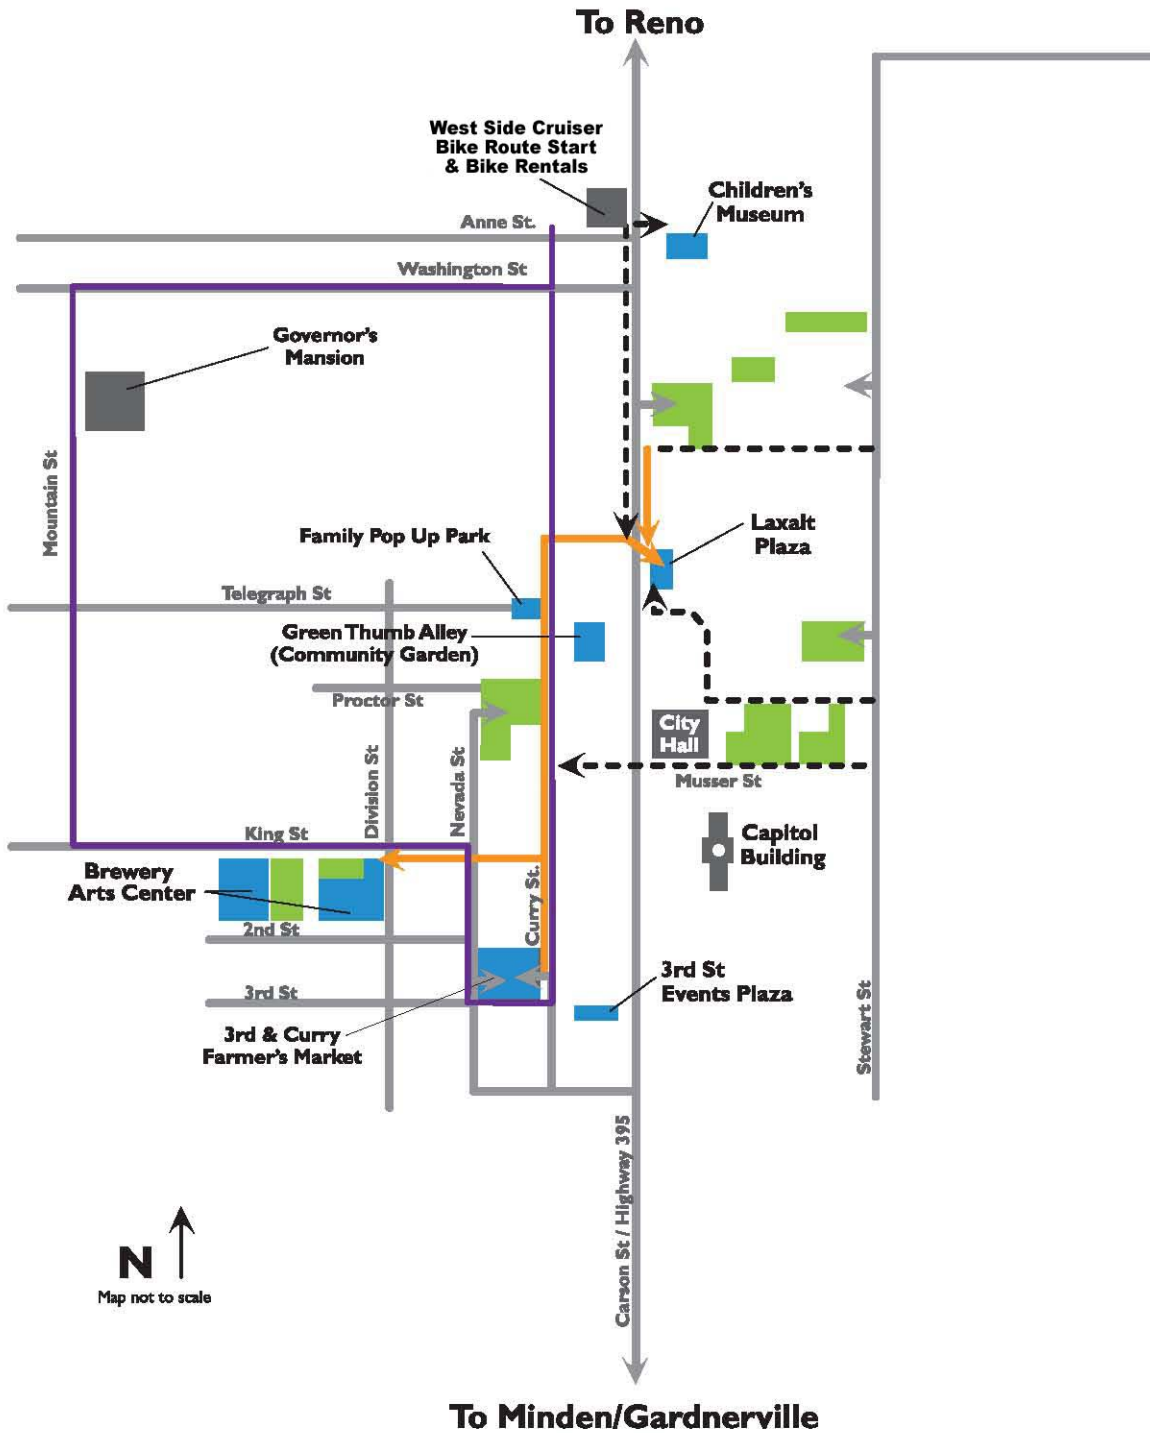 To Reno
West Side Cruiser
Bike Route Start
& Bike Rentals
Children's
Museum
Anne St.
Washington St
Governor's
Mansion
Mountain St
Family Pop Up Park
Laxalt
Plaza
Telegraph St
Green Thumb Alley
(Community Garden)
Proctor St
City
Hall
Division St
Nevada St
Musser St
King St
Capitol
Building
Brewery
Arts Center
Curry St.
2nd St
3rd St
3rd St
Events Plaza
Stewart St
3rd & Curry
Farmer's Market
Carson St / Highway 395
N
Map not to scale
To Minden/Gardnerville